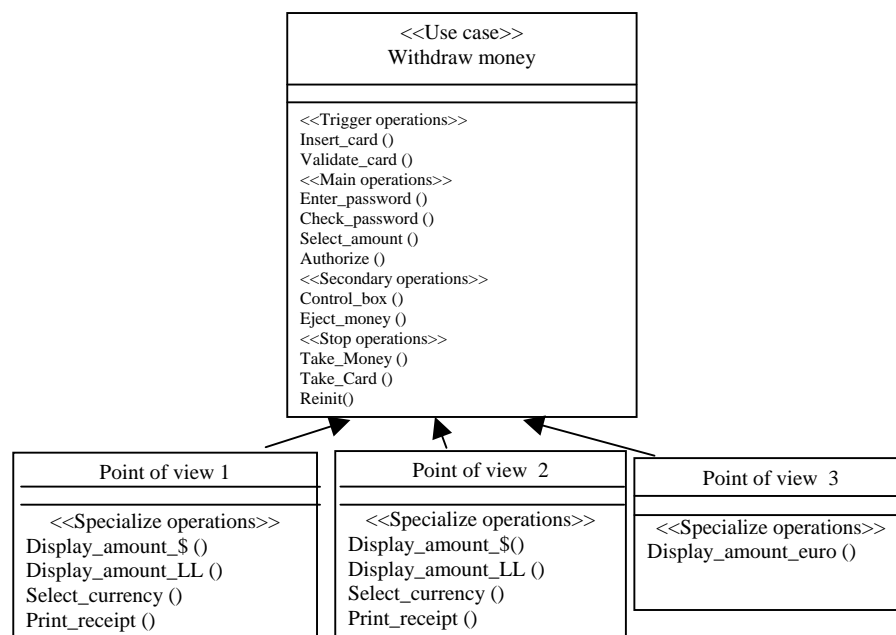 <<Use case>>
Withdraw money
<<Trigger operations>>
Insert_card ()
Validate_card ()
<<Main operations>>
Enter_password ()
Check_password ()
Select_amount ()
Authorize ()
<<Secondary operations>>
Control_box ()
Eject_money ()
<<Stop operations>>
Take_Money ()
Take_Card ()
Reinit()
Point of view 1
<<Specialize operations>>
Display_amount_$ ()
Display_amount_LL ()
Select_currency ()
Print_receipt ()
Point of view 2
<<Specialize operations>>
Display_amount_$()
Display_amount_LL ()
Select_currency ()
Print_receipt ()
Point of view 3
<<Specialize operations>>
Display_amount_euro ()